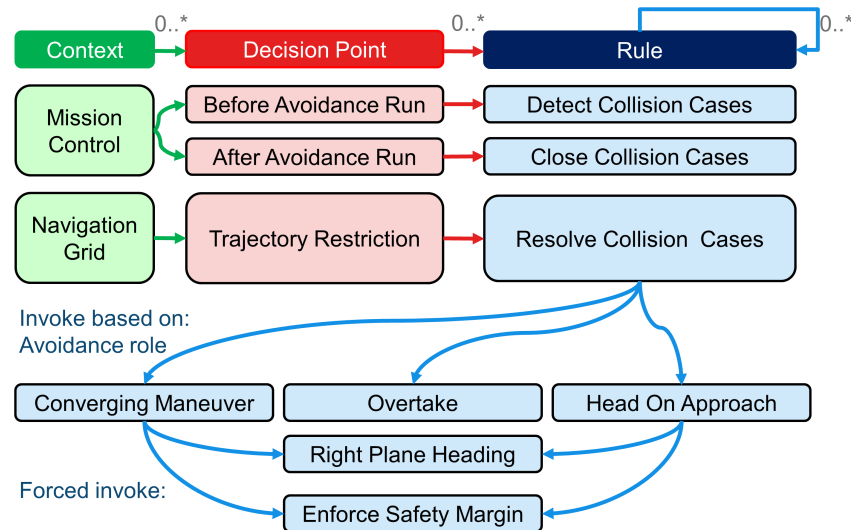 0..*
0..*
0..*
Context
Decision Point
Rule
Mission
Control
Before Avoidance Run
Detect Collision Cases
After Avoidance Run
Close Collision Cases
Navigation
Grid
Trajectory Restriction
Resolve Collision Cases
Invoke based on:
Avoidance role
Converging Maneuver
Overtake
Head On Approach
Right Plane Heading
Forced invoke:
Enforce Safety Margin